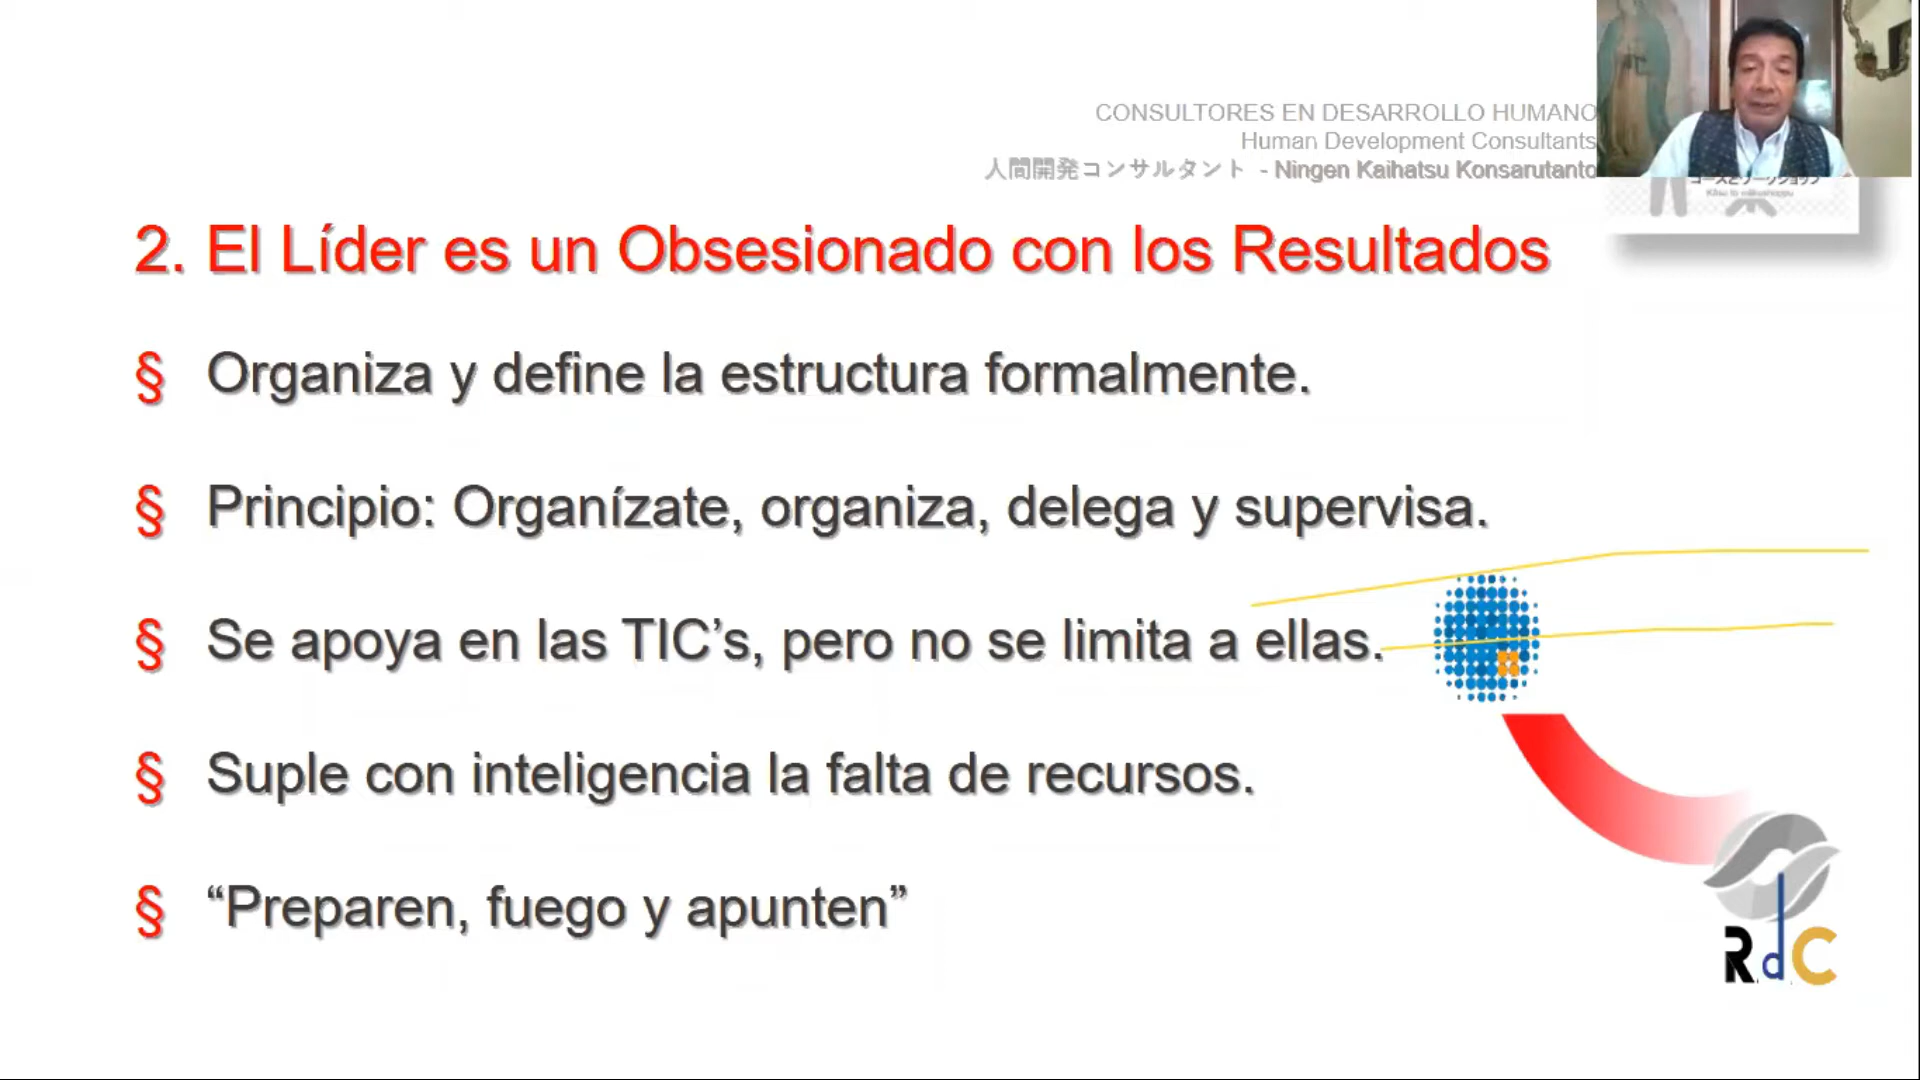 CONSULTORES EN DESARROLLO HUMANO
Human Development Consultants
人間開発コンサルタント - Ningen Kaihatsu Konsarutanto
2. El Líder es un Obsesionado con los Resultados
§ Organiza y define la estructura formalmente.
§ Principio: Organízate, organiza, delega y supervisa.
§ Se apoya en las TIC’s, pero no se limita a ellas.
§ Suple con inteligencia la falta de recursos.
§ “Preparen, fuego y apunten”
R.d.C